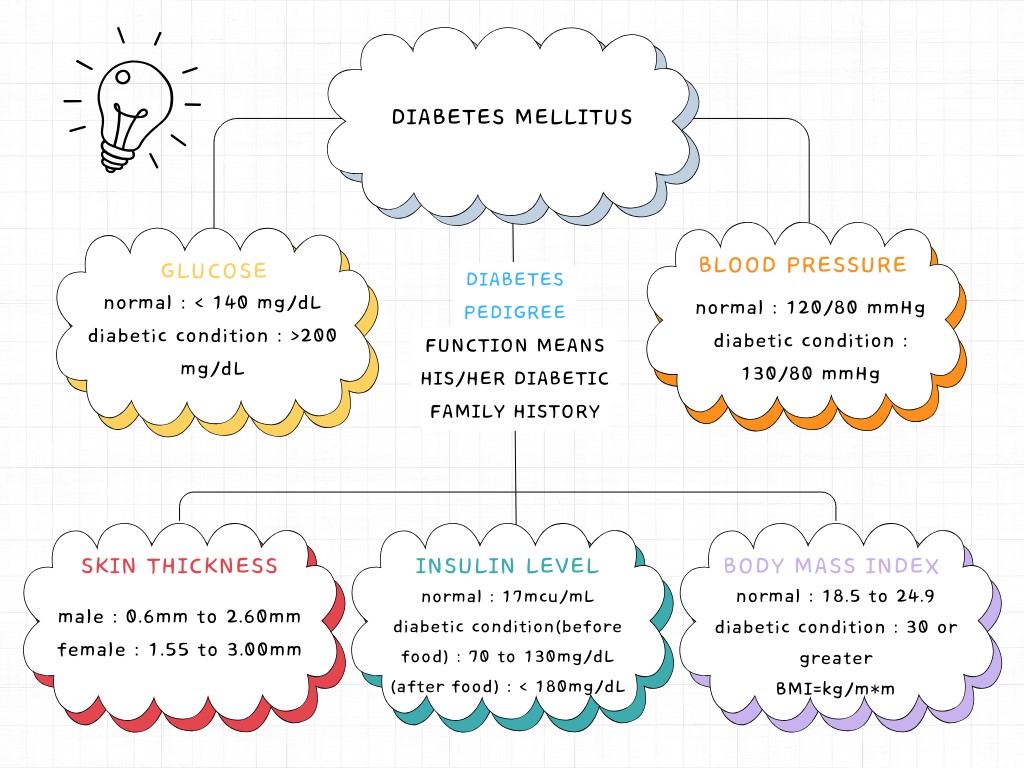 DIABETES MELLITUS
GLUCOSE
normal : < 140 mg/dL
diabetic condition : >200
mg/dL
DIABETES
PEDIGREE
FUNCTION MEANS
HIS/HER DIABETIC
FAMILY HISTORY
BLOOD PRESSURE
normal : 120/80 mmHg
diabetic condition :
130/80 mmHg
SKIN THICKNESS
male : 0.6mm to 2.60mm
female : 1.55 to 3.00mm
INSULIN LEVEL
normal : 17mcu/mL
diabetic condition(before
food) : 70 to 130mg/dL
(after food) : < 180mg/dL
BODY MASS INDEX
normal : 18.5 to 24.9
diabetic condition : 30 or
greater
BMI=kg/m*m